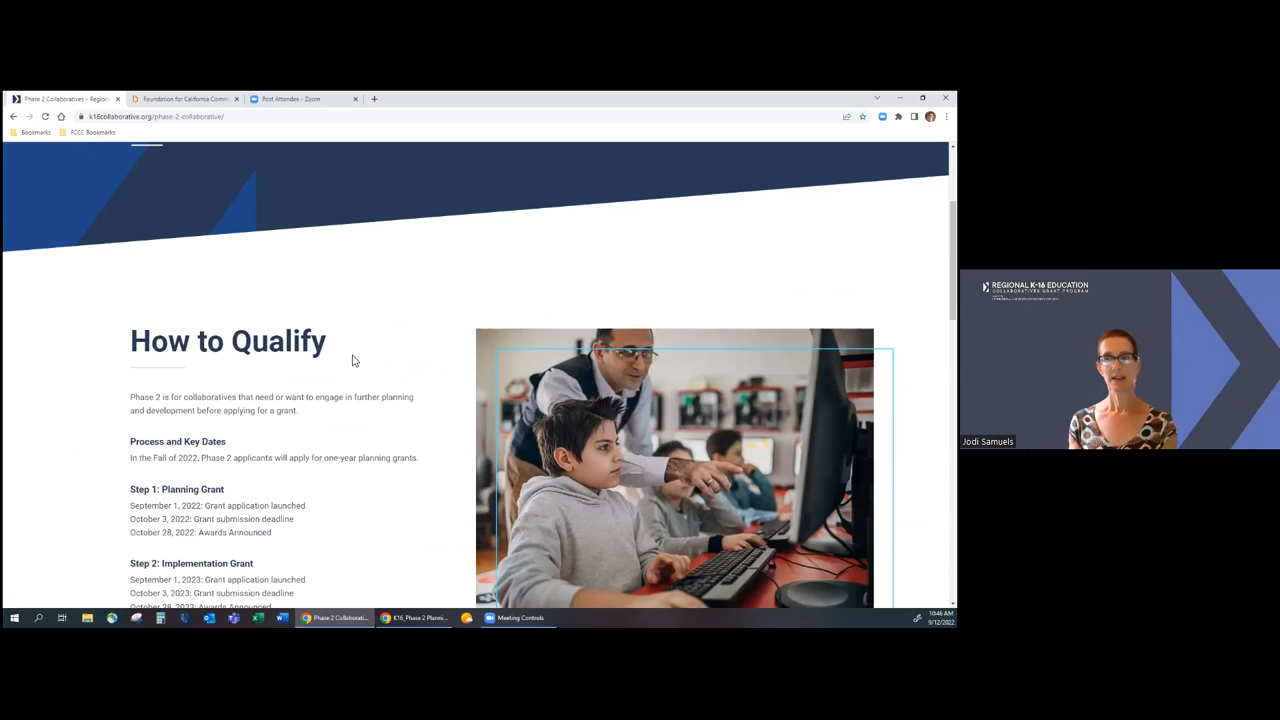 Phase 2 Collaboratives – Region
Foundation for California Comm
Post Attendee - Zoom
k16collaborative.org/phase-2-collaborative/
Bookmarks
FCCC Bookmarks
How to Qualify
Phase 2 is for collaboratives that need or want to engage in further planning
and development before applying for a grant.
Process and Key Dates
In the Fall of 2022, Phase 2 applicants will apply for one-year planning grants.
Step 1: Planning Grant
September 1, 2022: Grant application launched
October 3, 2022: Grant submission deadline
October 28, 2022: Awards Announced
Step 2: Implementation Grant
September 1, 2023: Grant application launched
October 3, 2023: Grant submission deadline
October 28, 2023: Awards Announced
REGIONAL K-16 EDUCATION
COLLABORATIVES GRANT PROGRAM
Jodi Samuels
Phase 2 Collaborati...
K16_Phase 2 Planni...
Meeting Controls
10:46 AM
9/12/2022